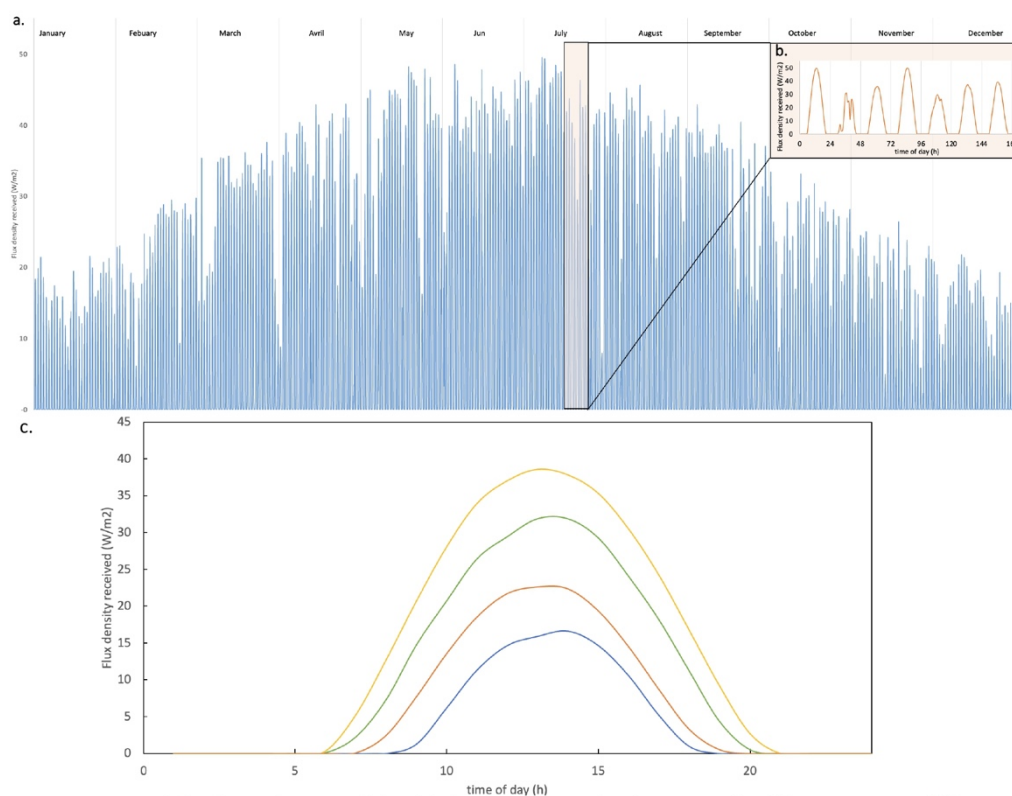 a.
January Febuary March Avril May Jun July August September October November December
Flux density received (W/m2)
50
40
30
20
10
-0
b.
Flux density received (W/m2)
50
40
30
20
10
0
0 24 48 72 96 120 144 16
time of day (h)
c.
Flux density received (W/m2)
45
40
35
30
25
20
15
10
5
0
0 5 10 15 20
time of day (h)